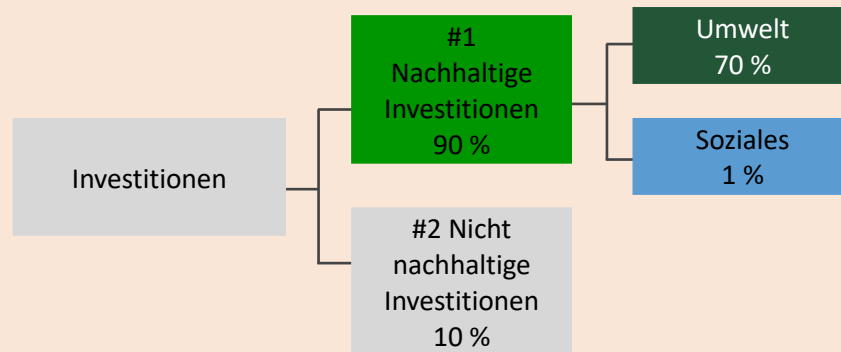 Investitionen
#1
Nachhaltige
Investitionen
90 %
#2 Nicht
nachhaltige
Investitionen
10 %
Umwelt
70 %
Soziales
1 %